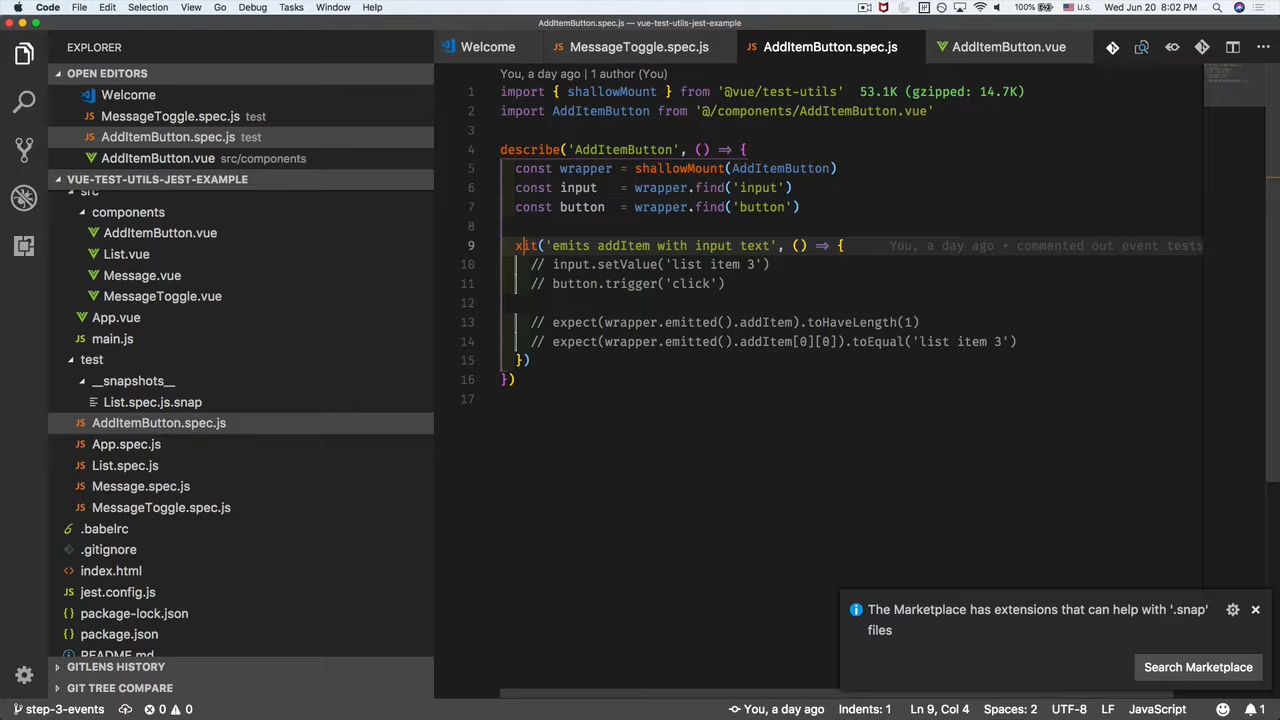 Code File Edit Selection View Go Debug Tasks Window Help
100% U.S. Wed Jun 20 8:02 PM
AddItemButton.spec.js — vue-test-utils-jest-example
EXPLORER
OPEN EDITORS
Welcome
MessageToggle.spec.js test
AddItemButton.spec.js test
AddItemButton.vue src/components
VUE-TEST-UTILS-JEST-EXAMPLE
src
components
AddItemButton.vue
List.vue
Message.vue
MessageToggle.vue
App.vue
main.js
test
__snapshots__
List.spec.js.snap
AddItemButton.spec.js
App.spec.js
List.spec.js
Message.spec.js
MessageToggle.spec.js
.babelrc
.gitignore
index.html
jest.config.js
package-lock.json
package.json
README.md
GITLENS HISTORY
GIT TREE COMPARE
Welcome MessageToggle.spec.js AddItemButton.spec.js AddItemButton.vue
You, a day ago | 1 author (You)
1 import { shallowMount } from '@vue/test-utils' 53.1K (gzipped: 14.7K)
2 import AddItemButton from '@/components/AddItemButton.vue'
3
4 describe('AddItemButton', () => {
5 const wrapper = shallowMount(AddItemButton)
6 const input = wrapper.find('input')
7 const button = wrapper.find('button')
8
9 xit('emits addItem with input text', () => { You, a day ago • commented out event tests
10 // input.setValue('list item 3')
11 // button.trigger('click')
12
13 // expect(wrapper.emitted().addItem).toHaveLength(1)
14 // expect(wrapper.emitted().addItem[0][0]).toEqual('list item 3')
15 })
16 })
17
The Marketplace has extensions that can help with '.snap'
files
Search Marketplace
step-3-events 0 0 You, a day ago Indents: 1 Ln 9, Col 4 Spaces: 2 UTF-8 LF JavaScript 1